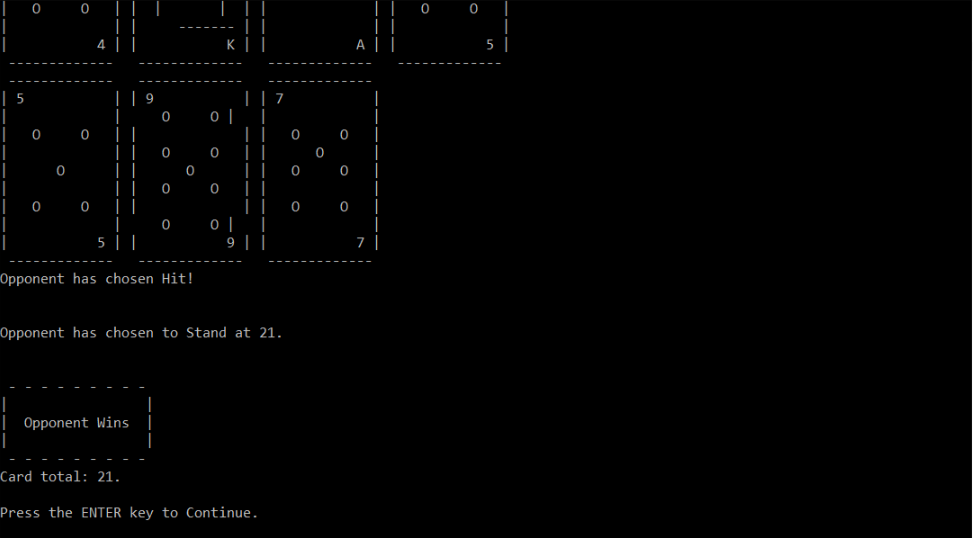 |   O     O   | |  |       |  | |             | |   O     O   |
|             | |     ------- | |             | |             |
|           4 | |           K | |           A | |           5 |
 -------------   -------------   -------------   -------------
 -------------   -------------   -------------
| 5           | | 9           | | 7           |
|             |     O     O |   |             |
|   O     O   | |             | |   O     O   |
|             | |   O     O   | |      O      |
|      O      | |      O      | |   O     O   |
|             | |   O     O   | |             |
|   O     O   | |             | |   O     O   |
|             |     O     O |   |             |
|           5 | |           9 | |           7 |
 -------------   -------------   -------------
Opponent has chosen Hit!
Opponent has chosen to Stand at 21.
 - - - - - - - - -
|                 |
|  Opponent Wins  |
|                 |
 - - - - - - - - -
Card total: 21.
Press the ENTER key to Continue.